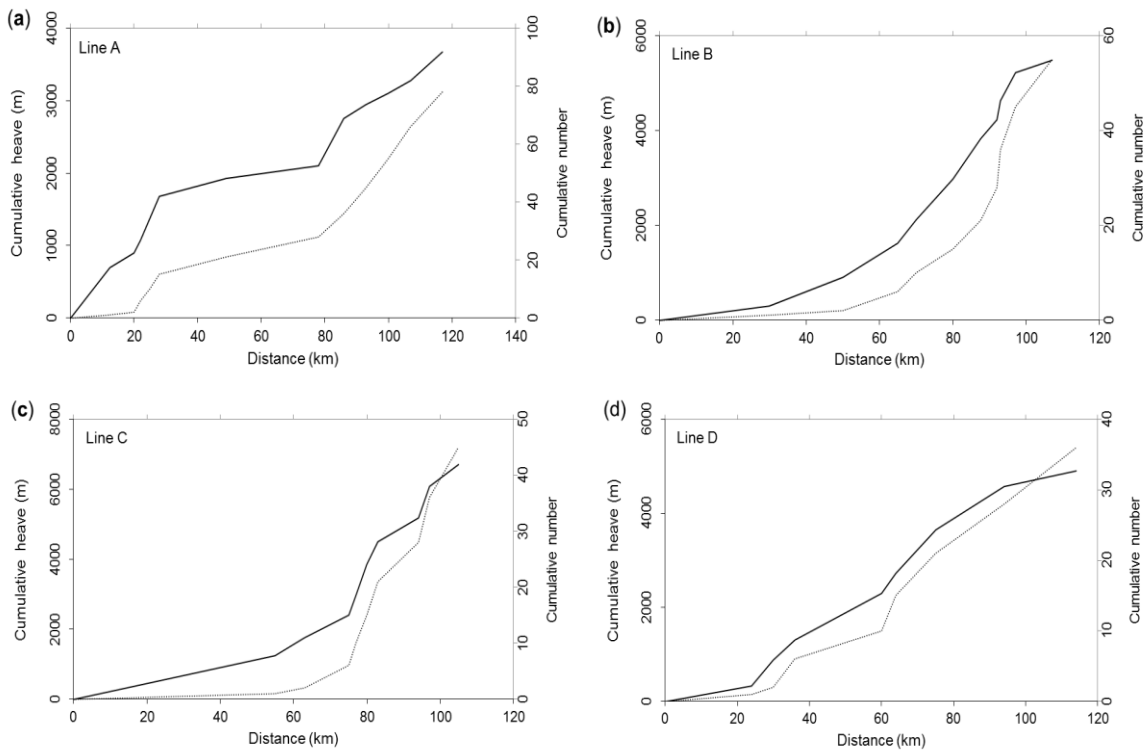 (a)
Line A
Cumulative heave (m)
0 1000 2000 3000 4000
Cumulative number
0 20 40 60 80 100
0 20 40 60 80 100 120 140
Distance (km)
(b)
Line B
Cumulative heave (m)
0 2000 4000 6000
Cumulative number
0 20 40 60
0 20 40 60 80 100 120
Distance (km)
(c)
Line C
Cumulative heave (m)
0 2000 4000 6000 8000
Cumulative number
0 10 20 30 40 50
0 20 40 60 80 100 120
Distance (km)
(d)
Line D
Cumulative heave (m)
0 2000 4000 6000
Cumulative number
0 10 20 30 40
0 20 40 60 80 100 120
Distance (km)